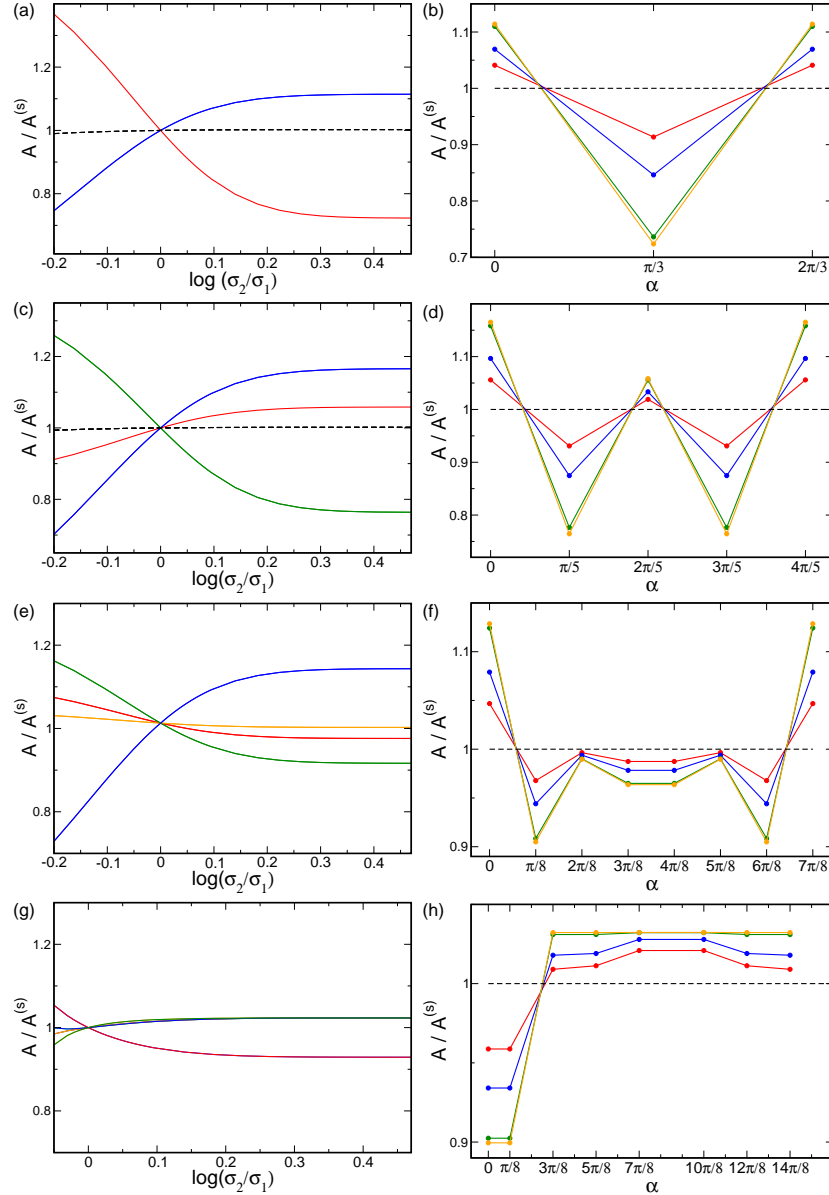 (a)
A / A^(s)
1.2
1
0.8
-0.2 -0.1 0 0.1 0.2 0.3 0.4
log (σ₂/σ₁)
(b)
A / A^(s)
1.1
1
0.9
0.8
0.7
0 π/3 2π/3
α
(c)
A / A^(s)
1.2
1
0.8
-0.2 -0.1 0 0.1 0.2 0.3 0.4
log(σ₂/σ₁)
(d)
A / A^(s)
1.1
1
0.9
0.8
0 π/5 2π/5 3π/5 4π/5
α
(e)
A / A^(s)
1.2
1
0.8
-0.2 -0.1 0 0.1 0.2 0.3 0.4
log(σ₂/σ₁)
(f)
A / A^(s)
1.1
1
0.9
0 π/8 2π/8 3π/8 4π/8 5π/8 6π/8 7π/8
α
(g)
A / A^(s)
1.2
1
0.8
0 0.1 0.2 0.3 0.4
log(σ₂/σ₁)
(h)
A / A^(s)
1
0.9
0 π/8 3π/8 5π/8 7π/8 10π/8 12π/8 14π/8
α